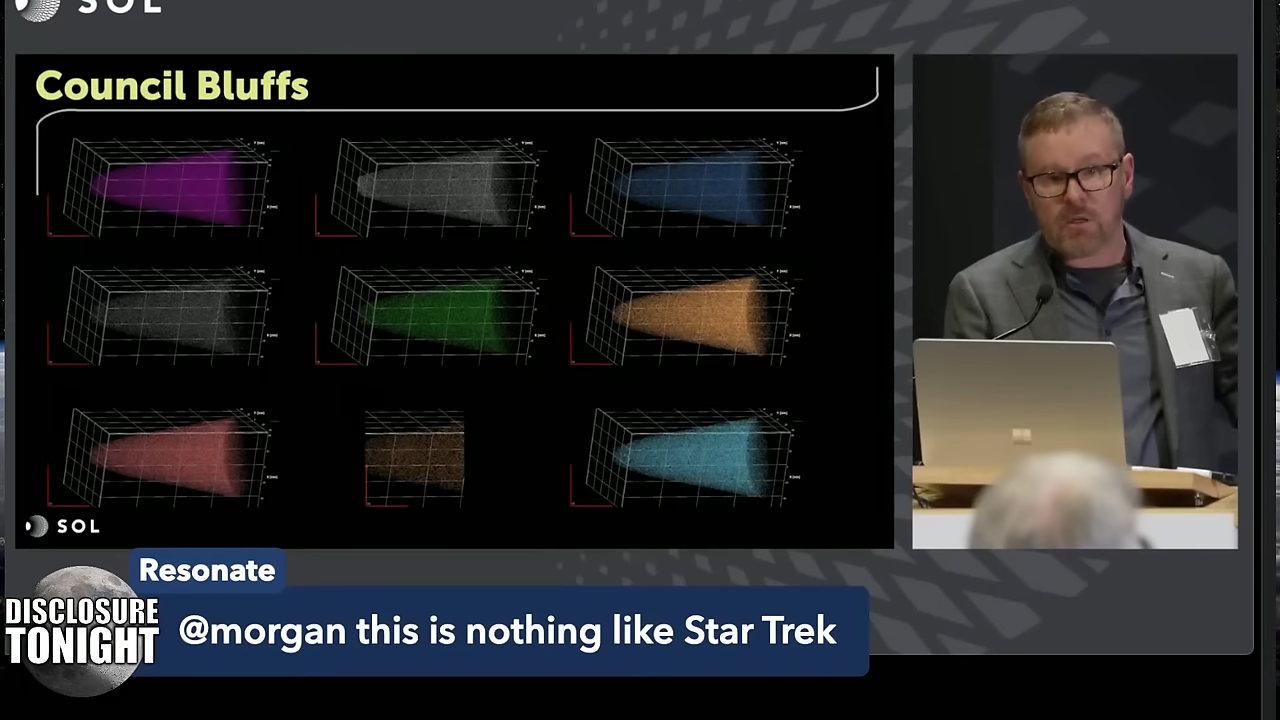 SOL
Council Bluffs
SOL
Resonate
DISCLOSURE
TONIGHT
@morgan this is nothing like Star Trek